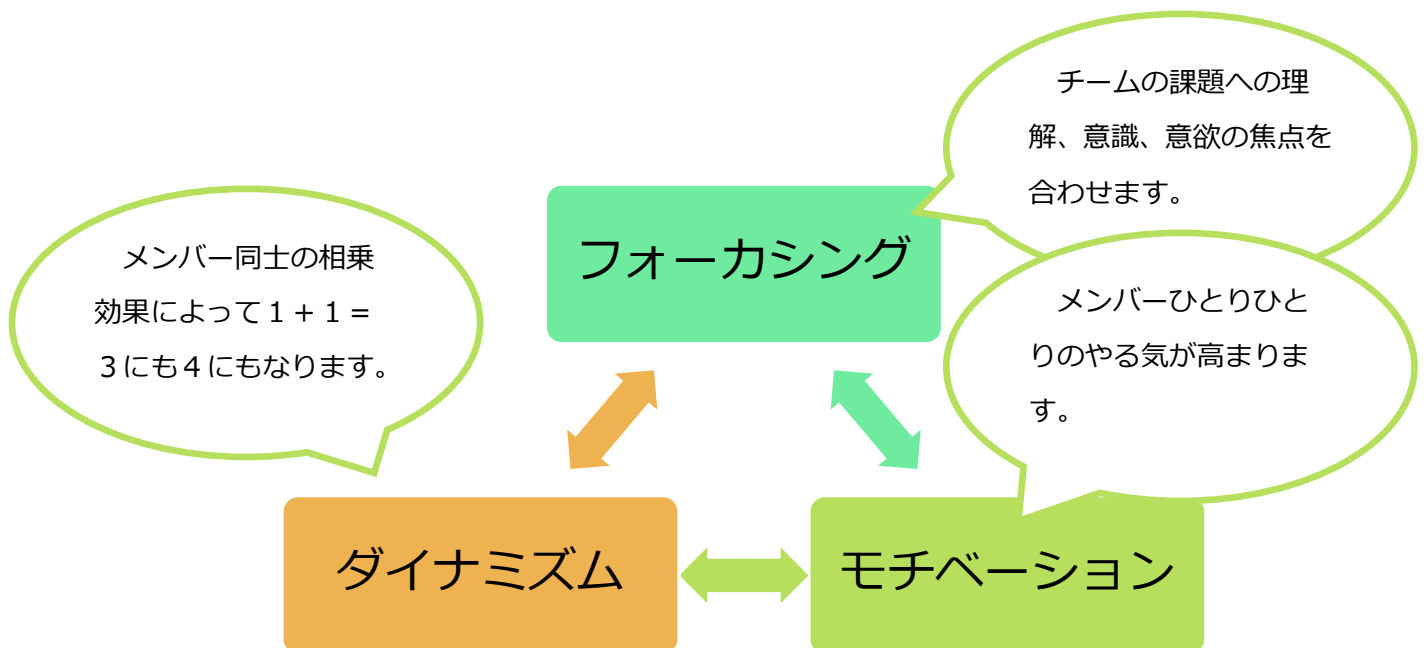 チームの課題への理
解、意識、意欲の焦点を
合わせます。
フォーカシング
メンバー同士の相乗
効果によって１＋１＝
３にも４にもなります。
メンバーひとりひと
りのやる気が高まりま
す。
ダイナミズム
モチベーション